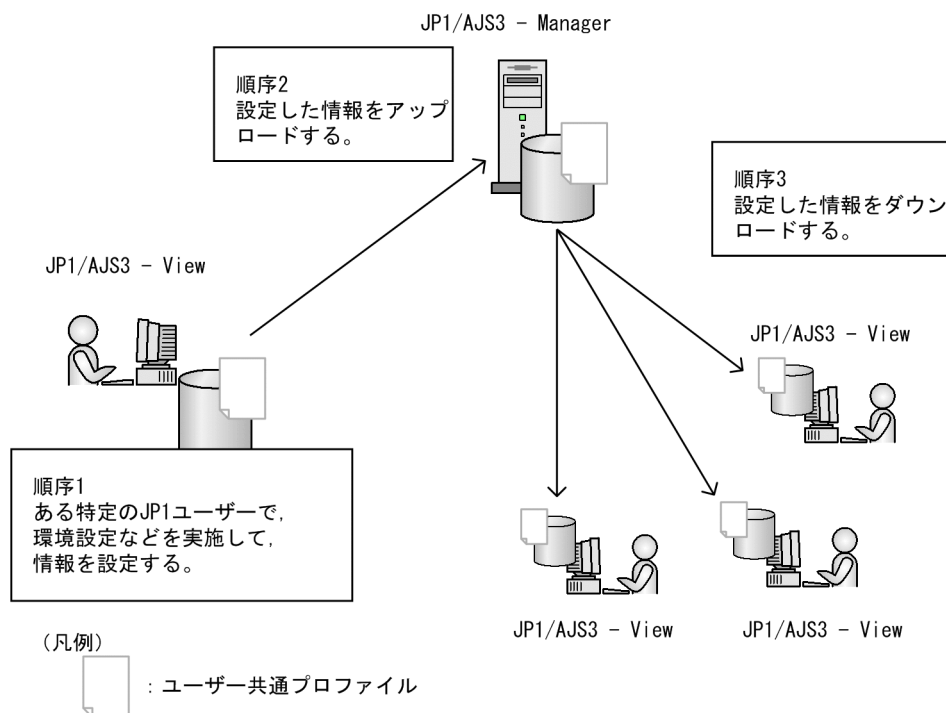 JP1/AJS3 - Manager
順序2
設定した情報をアップ
ロードする。
順序3
設定した情報をダウン
ロードする。
JP1/AJS3 - View
JP1/AJS3 - View
順序1
ある特定のJP1ユーザーで,
環境設定などを実施して,
情報を設定する。
JP1/AJS3 - View
JP1/AJS3 - View
(凡例)
：ユーザー共通プロファイル